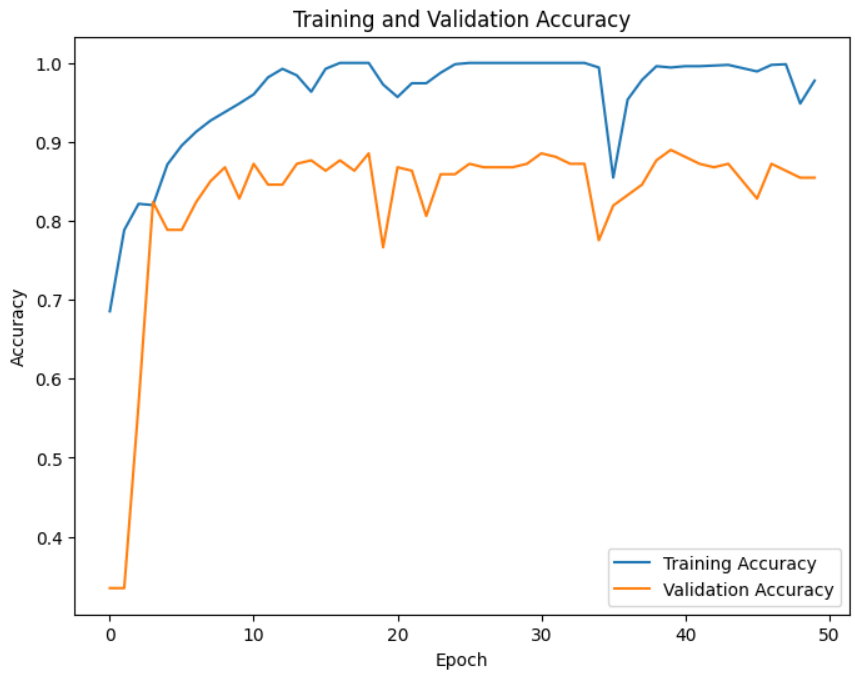 Training and Validation Accuracy
1.0
0.9
0.8
0.7
0.6
0.5
0.4
Accuracy
0
10
20
30
40
50
Epoch
Training Accuracy
Validation Accuracy